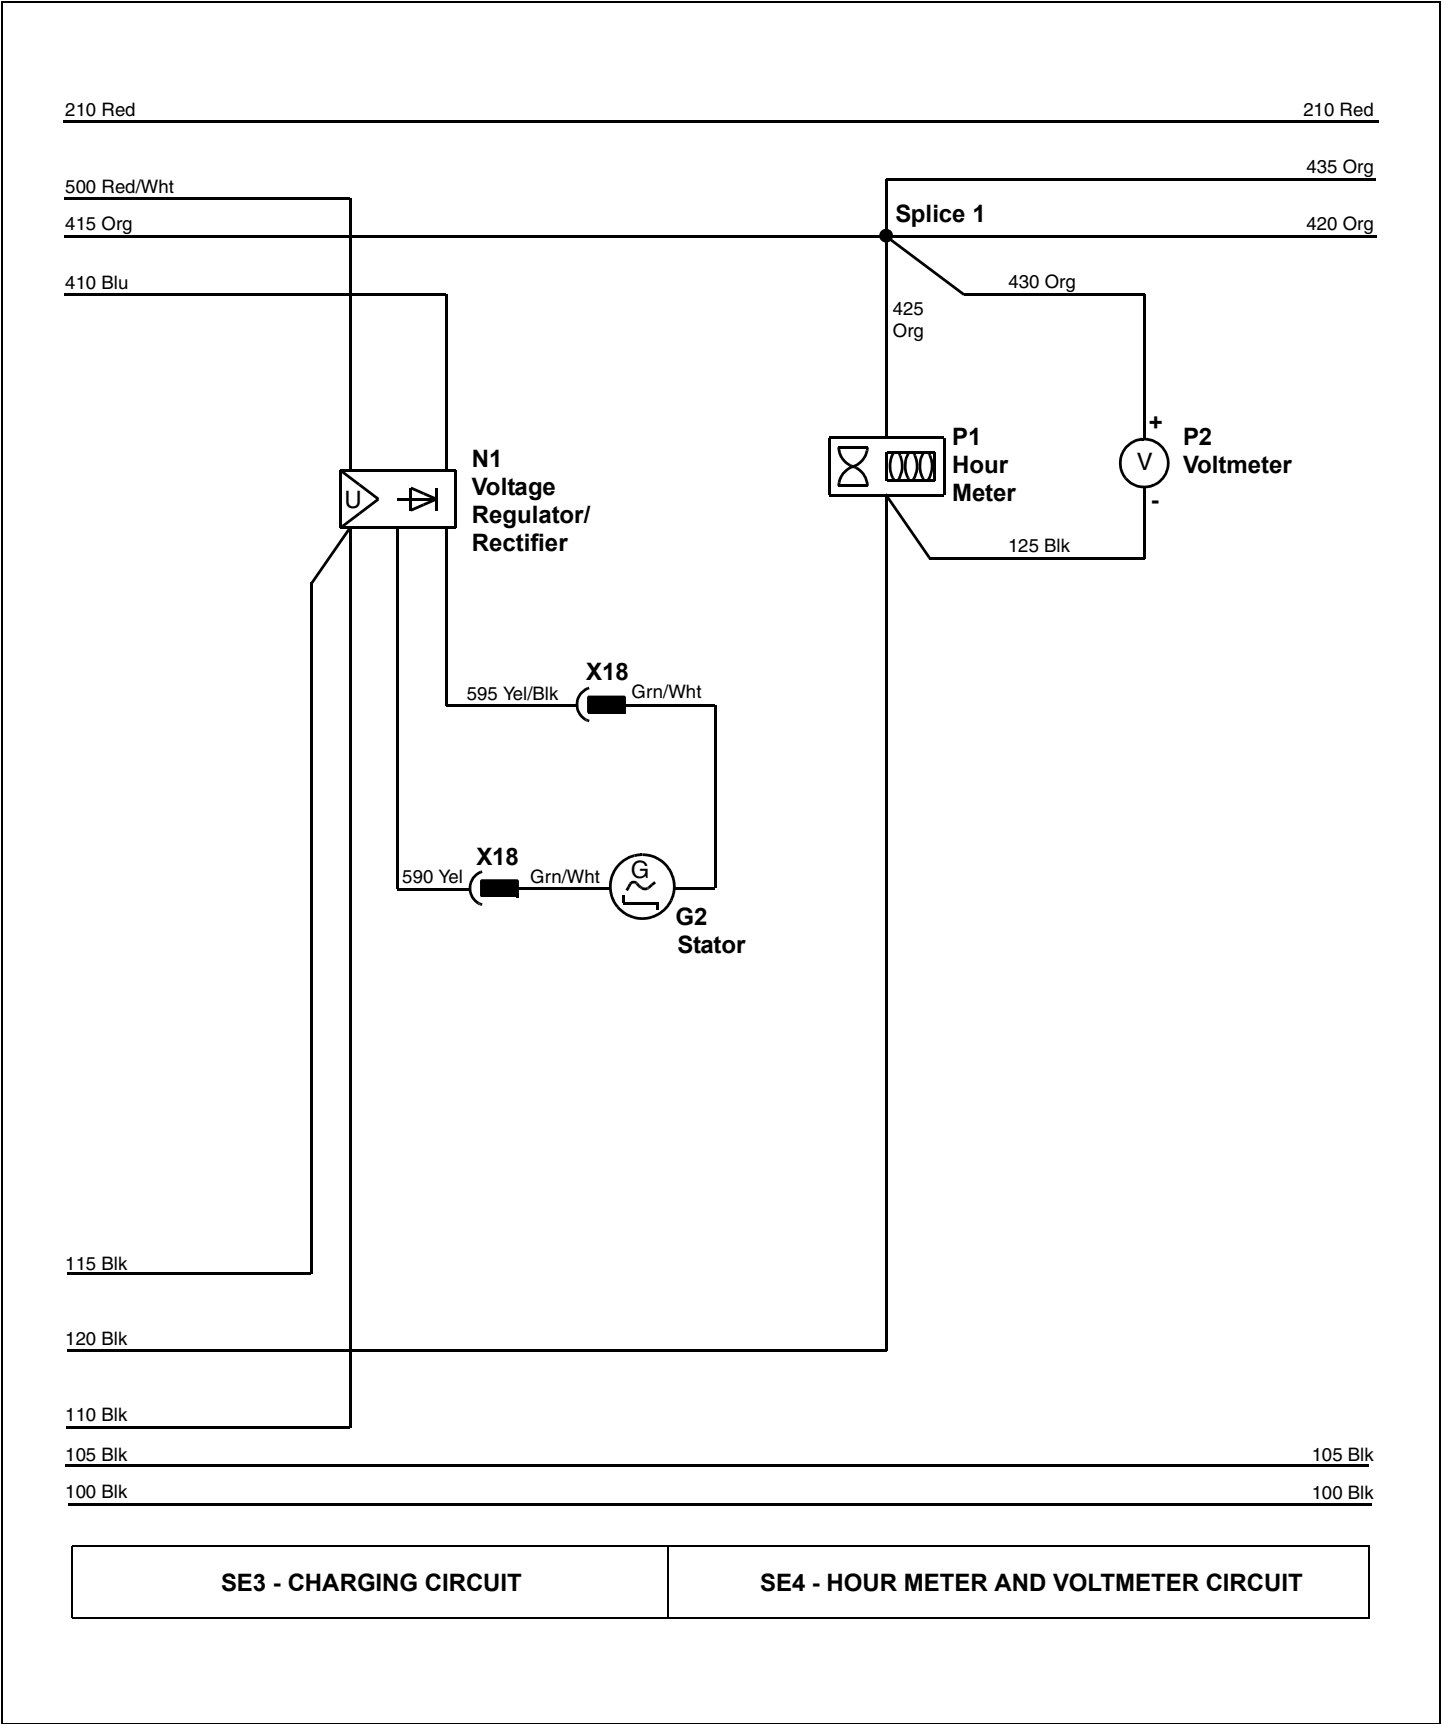 210 Red 210 Red
435 Org
500 Red/Wht
Splice 1
415 Org 420 Org
410 Blu 430 Org
425
Org
+
P1
Hour
Meter
P2
Voltmeter
V
-
N1
Voltage
Regulator/
Rectifier
U
125 Blk
X18
595 Yel/Blk Grn/Wht
X18
590 Yel Grn/Wht
G
G2
Stator
115 Blk
120 Blk
110 Blk
105 Blk 105 Blk
100 Blk 100 Blk
SE3 - CHARGING CIRCUIT SE4 - HOUR METER AND VOLTMETER CIRCUIT